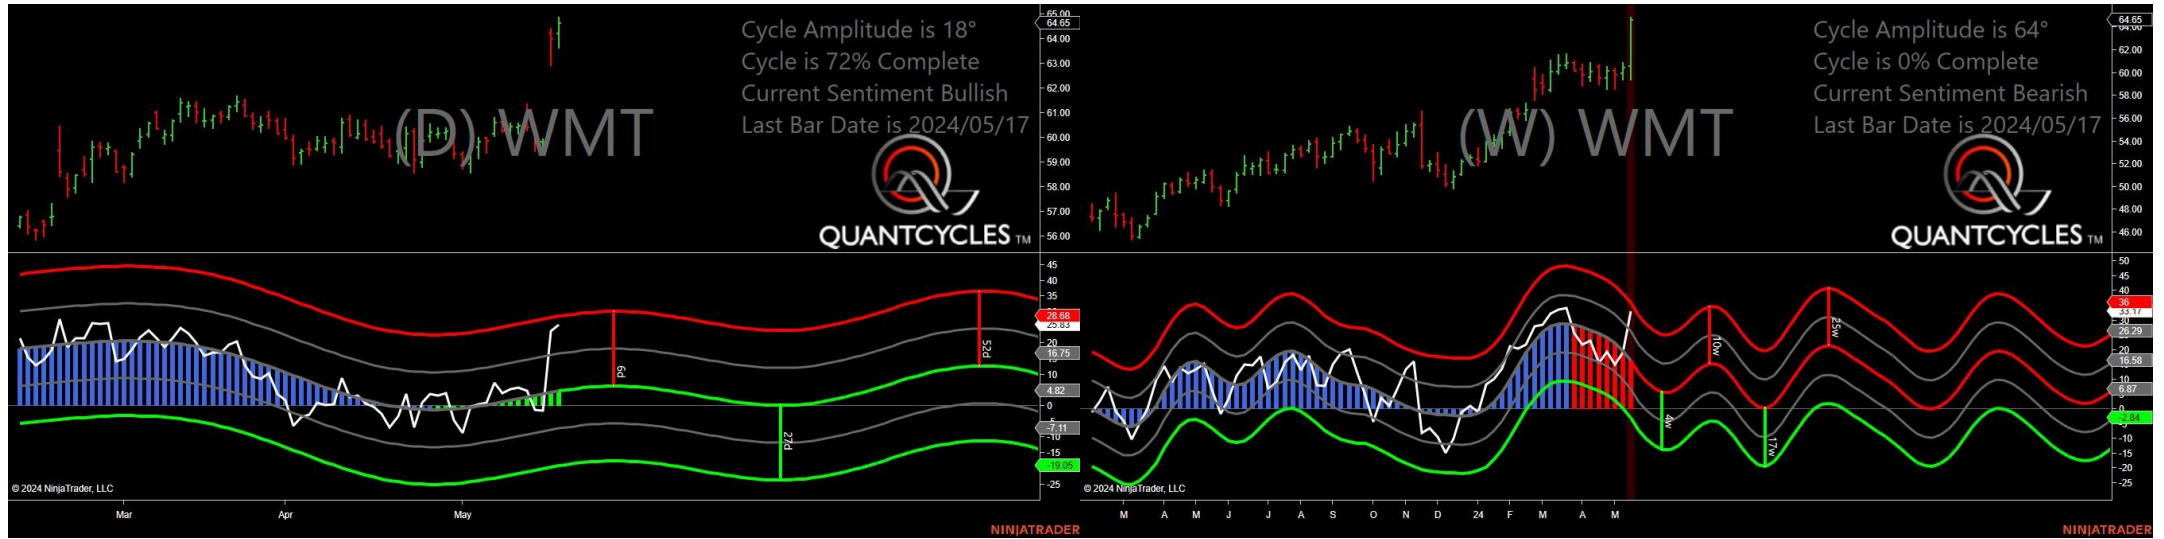 Cycle Amplitude is 18°
Cycle is 72% Complete
Current Sentiment Bullish
Last Bar Date is 2024/05/17
(D) WMT
QUANTCYCLES TM
65.00
64.65
64.00
63.00
62.00
61.00
60.00
59.00
58.00
57.00
56.00
45
40
35
28.68
25.83
20
16.75
10
4.82
0
-7.11
-10
-15
-19.05
-25
6d
27d
52d
© 2024 NinjaTrader, LLC
Mar Apr May
NINJATRADER
Cycle Amplitude is 64°
Cycle is 0% Complete
Current Sentiment Bearish
Last Bar Date is 2024/05/17
(W) WMT
QUANTCYCLES TM
64.65
64.00
62.00
60.00
58.00
56.00
54.00
52.00
50.00
48.00
46.00
50
45
40
36
33.17
30
26.29
20
16.58
10
6.87
0
-2.84
-10
-15
-20
-25
4w
10w
17w
25w
© 2024 NinjaTrader, LLC
M A M J J A S O N D 24 F M A M
NINJATRADER